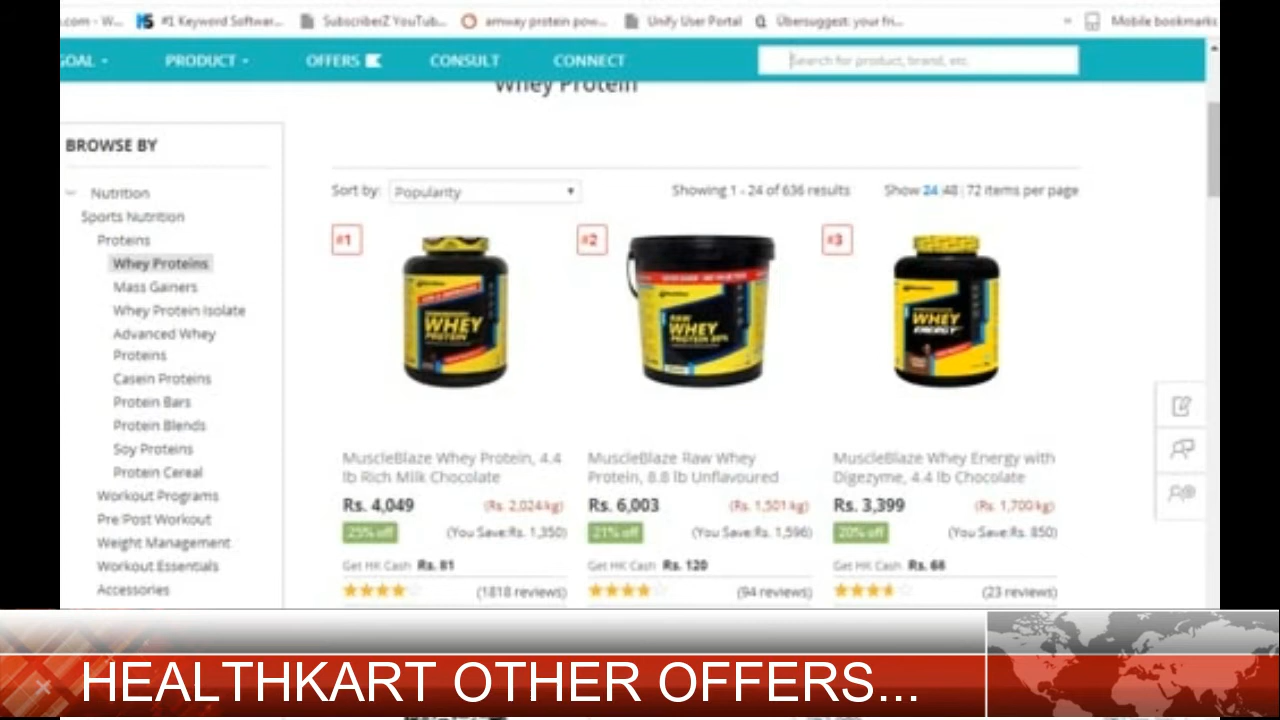 .com - W...
#1 Keyword Softwar...
SubscriberZ YouTub...
amway protein pow...
Unify User Portal
Übersuggest: your fri...
»
Mobile bookmarks
GOAL
PRODUCT
OFFERS
CONSULT
CONNECT
Search for product, brand, etc.
Whey Protein
BROWSE BY
Nutrition
Sports Nutrition
Proteins
Whey Proteins
Mass Gainers
Whey Protein Isolate
Advanced Whey
Proteins
Casein Proteins
Protein Bars
Protein Blends
Soy Proteins
Protein Cereal
Workout Programs
Pre/Post Workout
Weight Management
Workout Essentials
Accessories
Sort by: Popularity
Showing 1 - 24 of 636 results
Show 24|48|72 items per page
#1
WHEY
PROTEIN
MuscleBlaze Whey Protein, 4.4
lb Rich Milk Chocolate
Rs. 4,049 (Rs. 2,024/kg)
25% off (You Save:Rs. 1,350)
Get HK Cash Rs. 81
(1818 reviews)
#2
RAW
WHEY
PROTEIN 80%
MuscleBlaze Raw Whey
Protein, 8.8 lb Unflavoured
Rs. 6,003 (Rs. 1,501/kg)
21% off (You Save:Rs. 1,596)
Get HK Cash Rs. 120
(94 reviews)
#3
WHEY
ENERGY
MuscleBlaze Whey Energy with
Digezyme, 4.4 lb Chocolate
Rs. 3,399 (Rs. 1,700/kg)
20% off (You Save:Rs. 850)
Get HK Cash Rs. 68
(23 reviews)
HEALTHKART OTHER OFFERS...